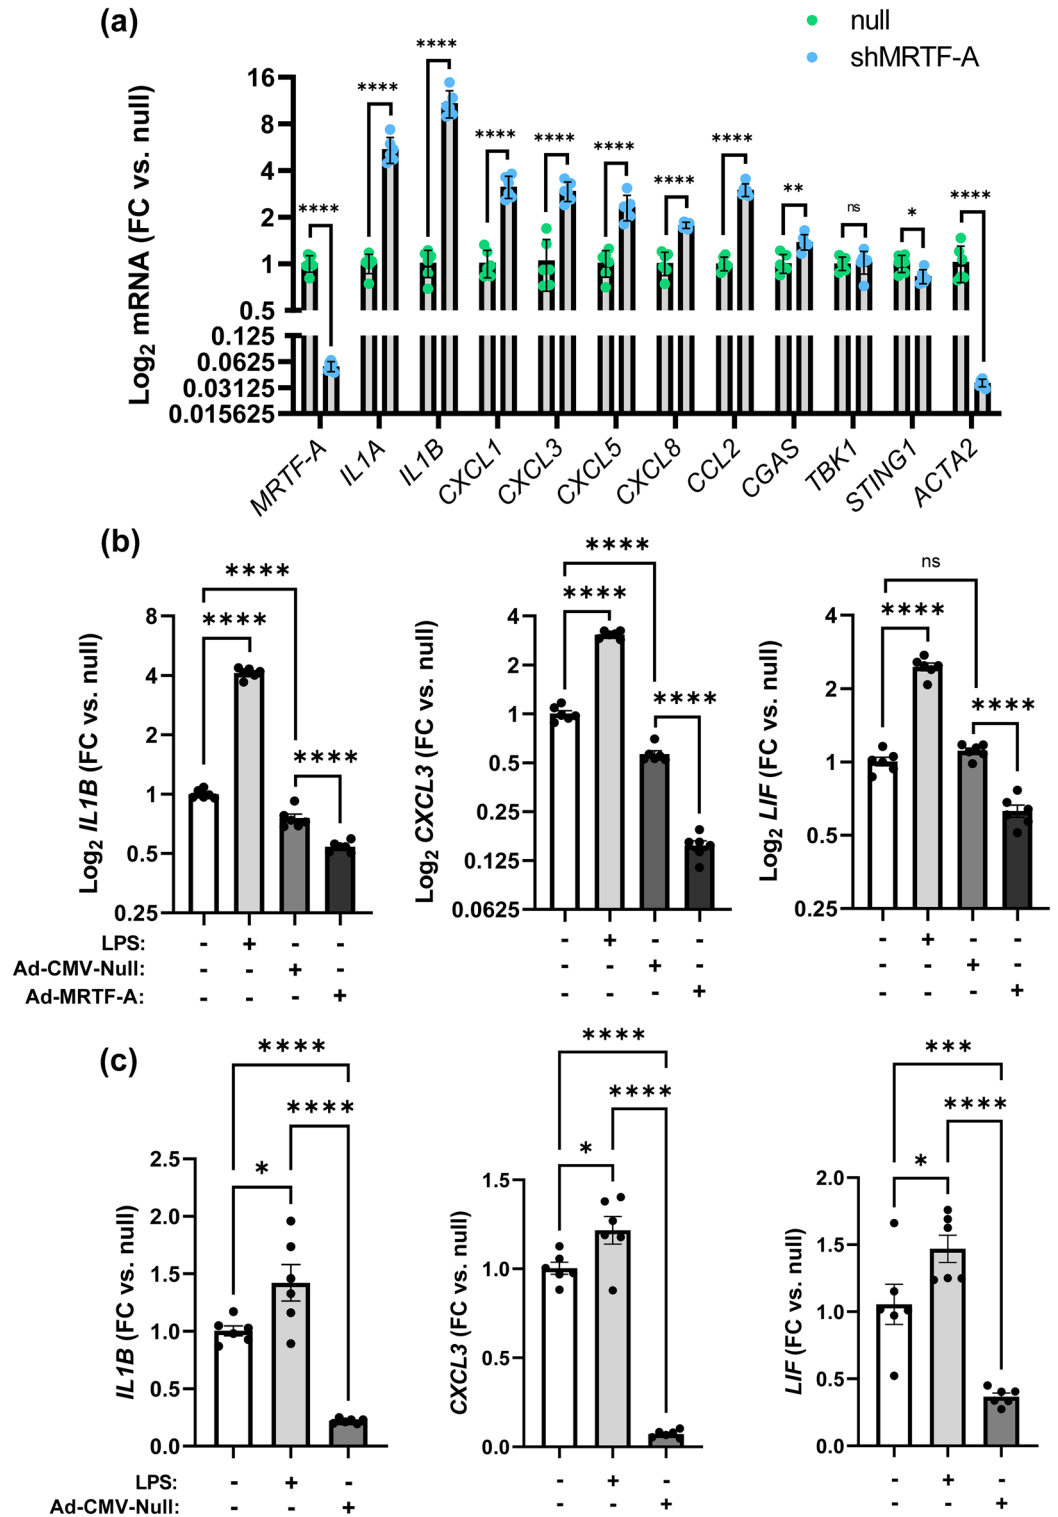 (a)
null
shMRTF-A
Log2 mRNA (FC vs. null)
16
8
4
2
1
0.5
0.125
0.0625
0.03125
0.015625
****
****
****
****
****
****
****
****
**
ns
*
****
MRTF-A
IL1A
IL1B
CXCL1
CXCL3
CXCL5
CXCL8
CCL2
CGAS
TBK1
STING1
ACTA2
(b)
Log2 IL1B (FC vs. null)
8
4
2
1
0.5
0.25
****
****
****
Log2 CXCL3 (FC vs. null)
4
2
1
0.5
0.25
0.125
0.0625
****
****
****
Log2 LIF (FC vs. null)
4
2
1
0.5
0.25
ns
****
****
LPS: - + - - - + - - - + - -
Ad-CMV-Null: - - + - - - + - - - + -
Ad-MRTF-A: - - - + - - - + - - - +
(c)
IL1B (FC vs. null)
2.5
2.0
1.5
1.0
0.5
0.0
****
****
*
CXCL3 (FC vs. null)
1.5
1.0
0.5
0.0
****
****
*
LIF (FC vs. null)
2.0
1.5
1.0
0.5
0.0
***
****
*
LPS: - + - - + - - + -
Ad-CMV-Null: - - + - - + - - +